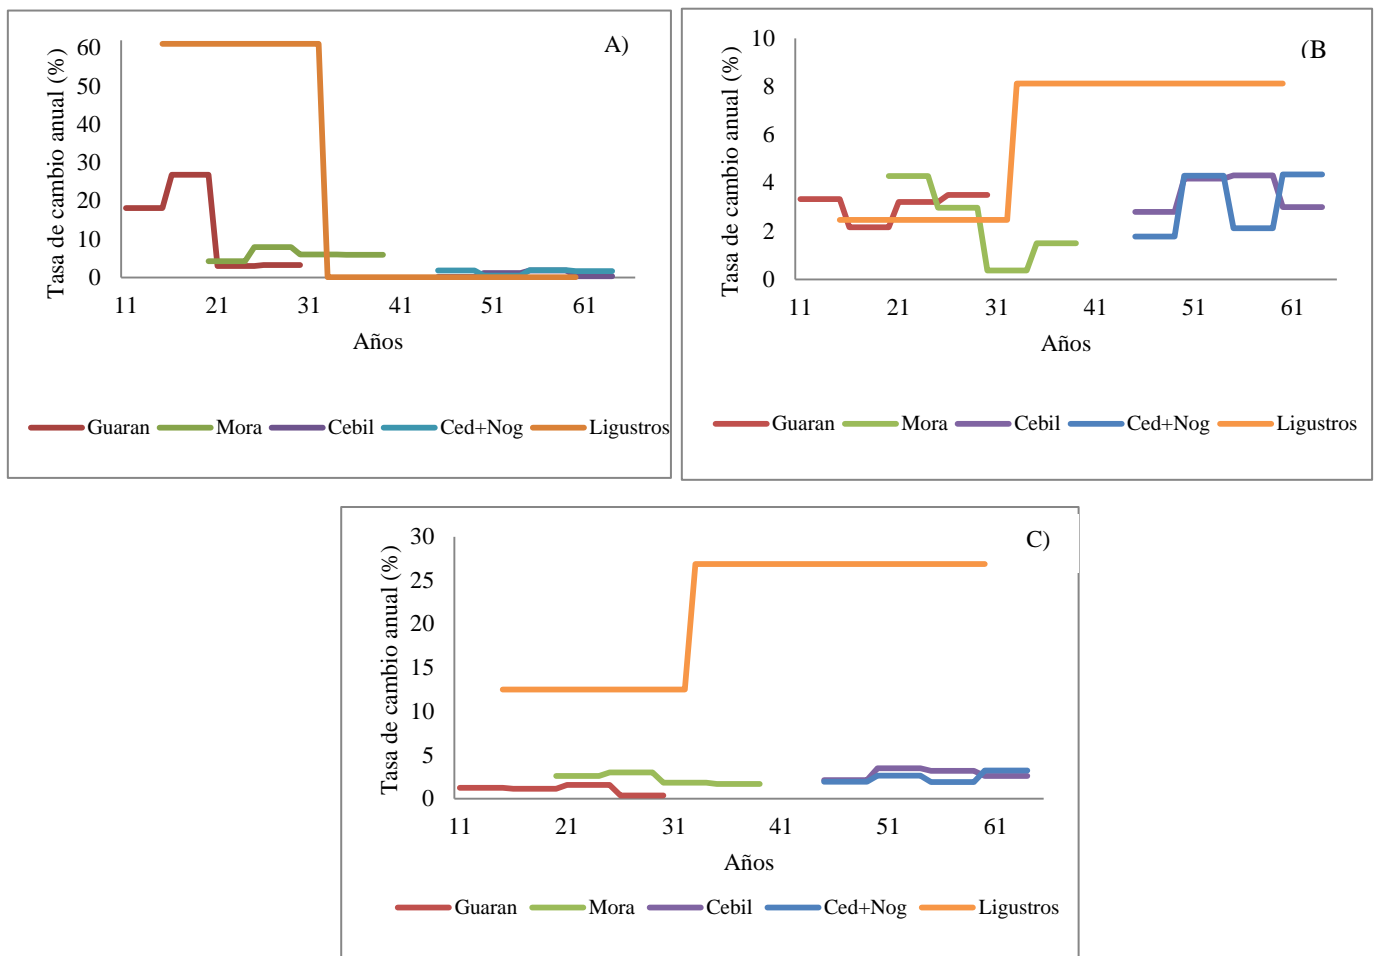 A)
Tasa de cambio anual (%)
60
50
40
30
20
10
0
11 21 31 41 51 61
Años
Guaran Mora Cebil Ced+Nog Ligustros
(B
Tasa de cambio anual (%)
10
8
6
4
2
0
11 21 31 41 51 61
Años
Guaran Mora Cebil Ced+Nog Ligustros
C)
Tasa de cambio anual (%)
30
25
20
15
10
5
0
11 21 31 41 51 61
Años
Guaran Mora Cebil Ced+Nog Ligustros